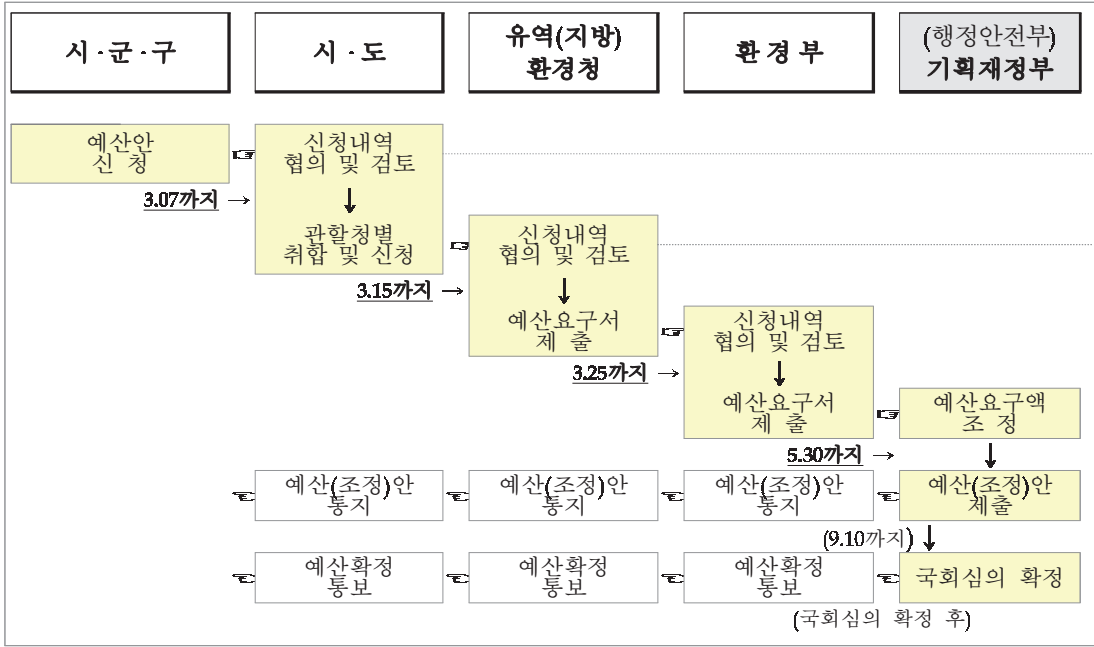 시·군·구
시·도
유역(지방)
환경청
환경부
(행정안전부)
기획재정부
예산안
신 청
☞
신청내역
협의 및 검토
3.07까지 →
↓
관할청별
취합 및 신청
☞
신청내역
협의 및 검토
3.15까지 →
↓
예산요구서
제 출
☞
신청내역
협의 및 검토
3.25까지 →
↓
예산요구서
제 출
☞
예산요구액
조 정
5.30까지 →
↓
☜
예산(조정)안
통지
☜
예산(조정)안
통지
☜
예산(조정)안
통지
☜
예산(조정)안
제출
(9.10까지) ↓
☜
예산확정
통보
☜
예산확정
통보
☜
예산확정
통보
☜
국회심의 확정
(국회심의 확정 후)